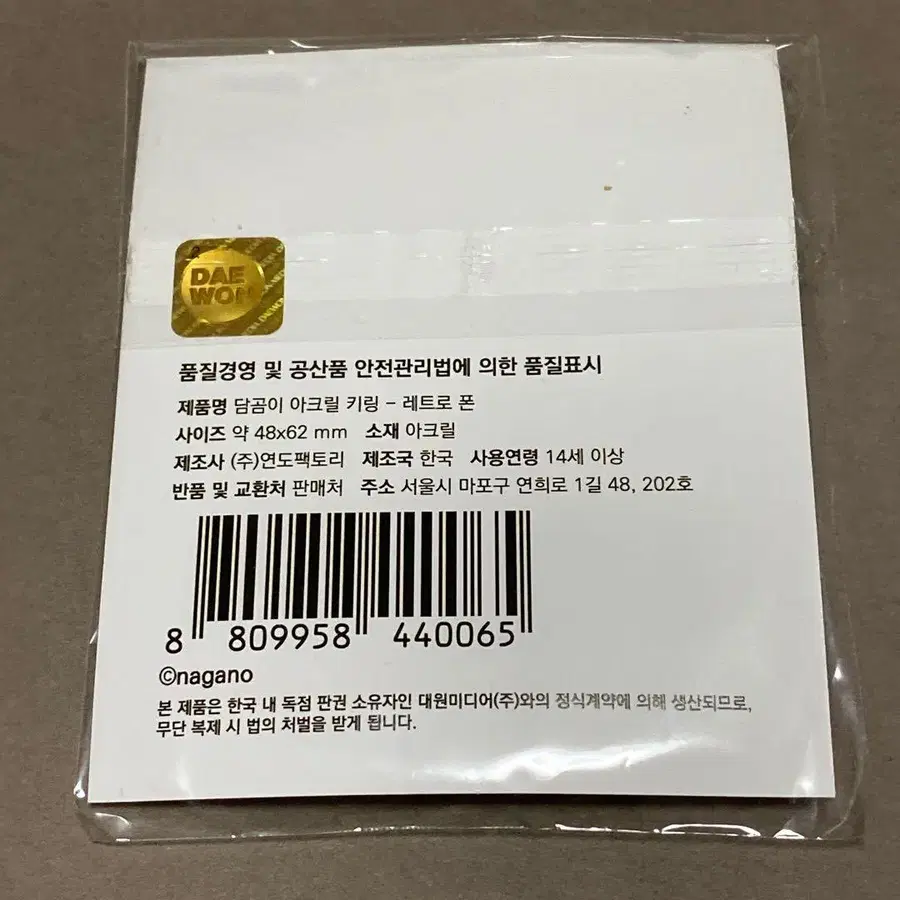 DAE
WON
품질경영 및 공산품 안전관리법에 의한 품질표시
제품명 담곰이 아크릴 키링 - 레트로 폰
사이즈 약 48x62 mm 소재 아크릴
제조사 (주)연도팩토리 제조국 한국 사용연령 14세 이상
반품 및 교환처 판매처 주소 서울시 마포구 연희로 1길 48, 202호
8 809958 440065
©nagano
본 제품은 한국 내 독점 판권 소유자인 대원미디어(주)와의 정식계약에 의해 생산되므로,
무단 복제 시 법의 처벌을 받게 됩니다.